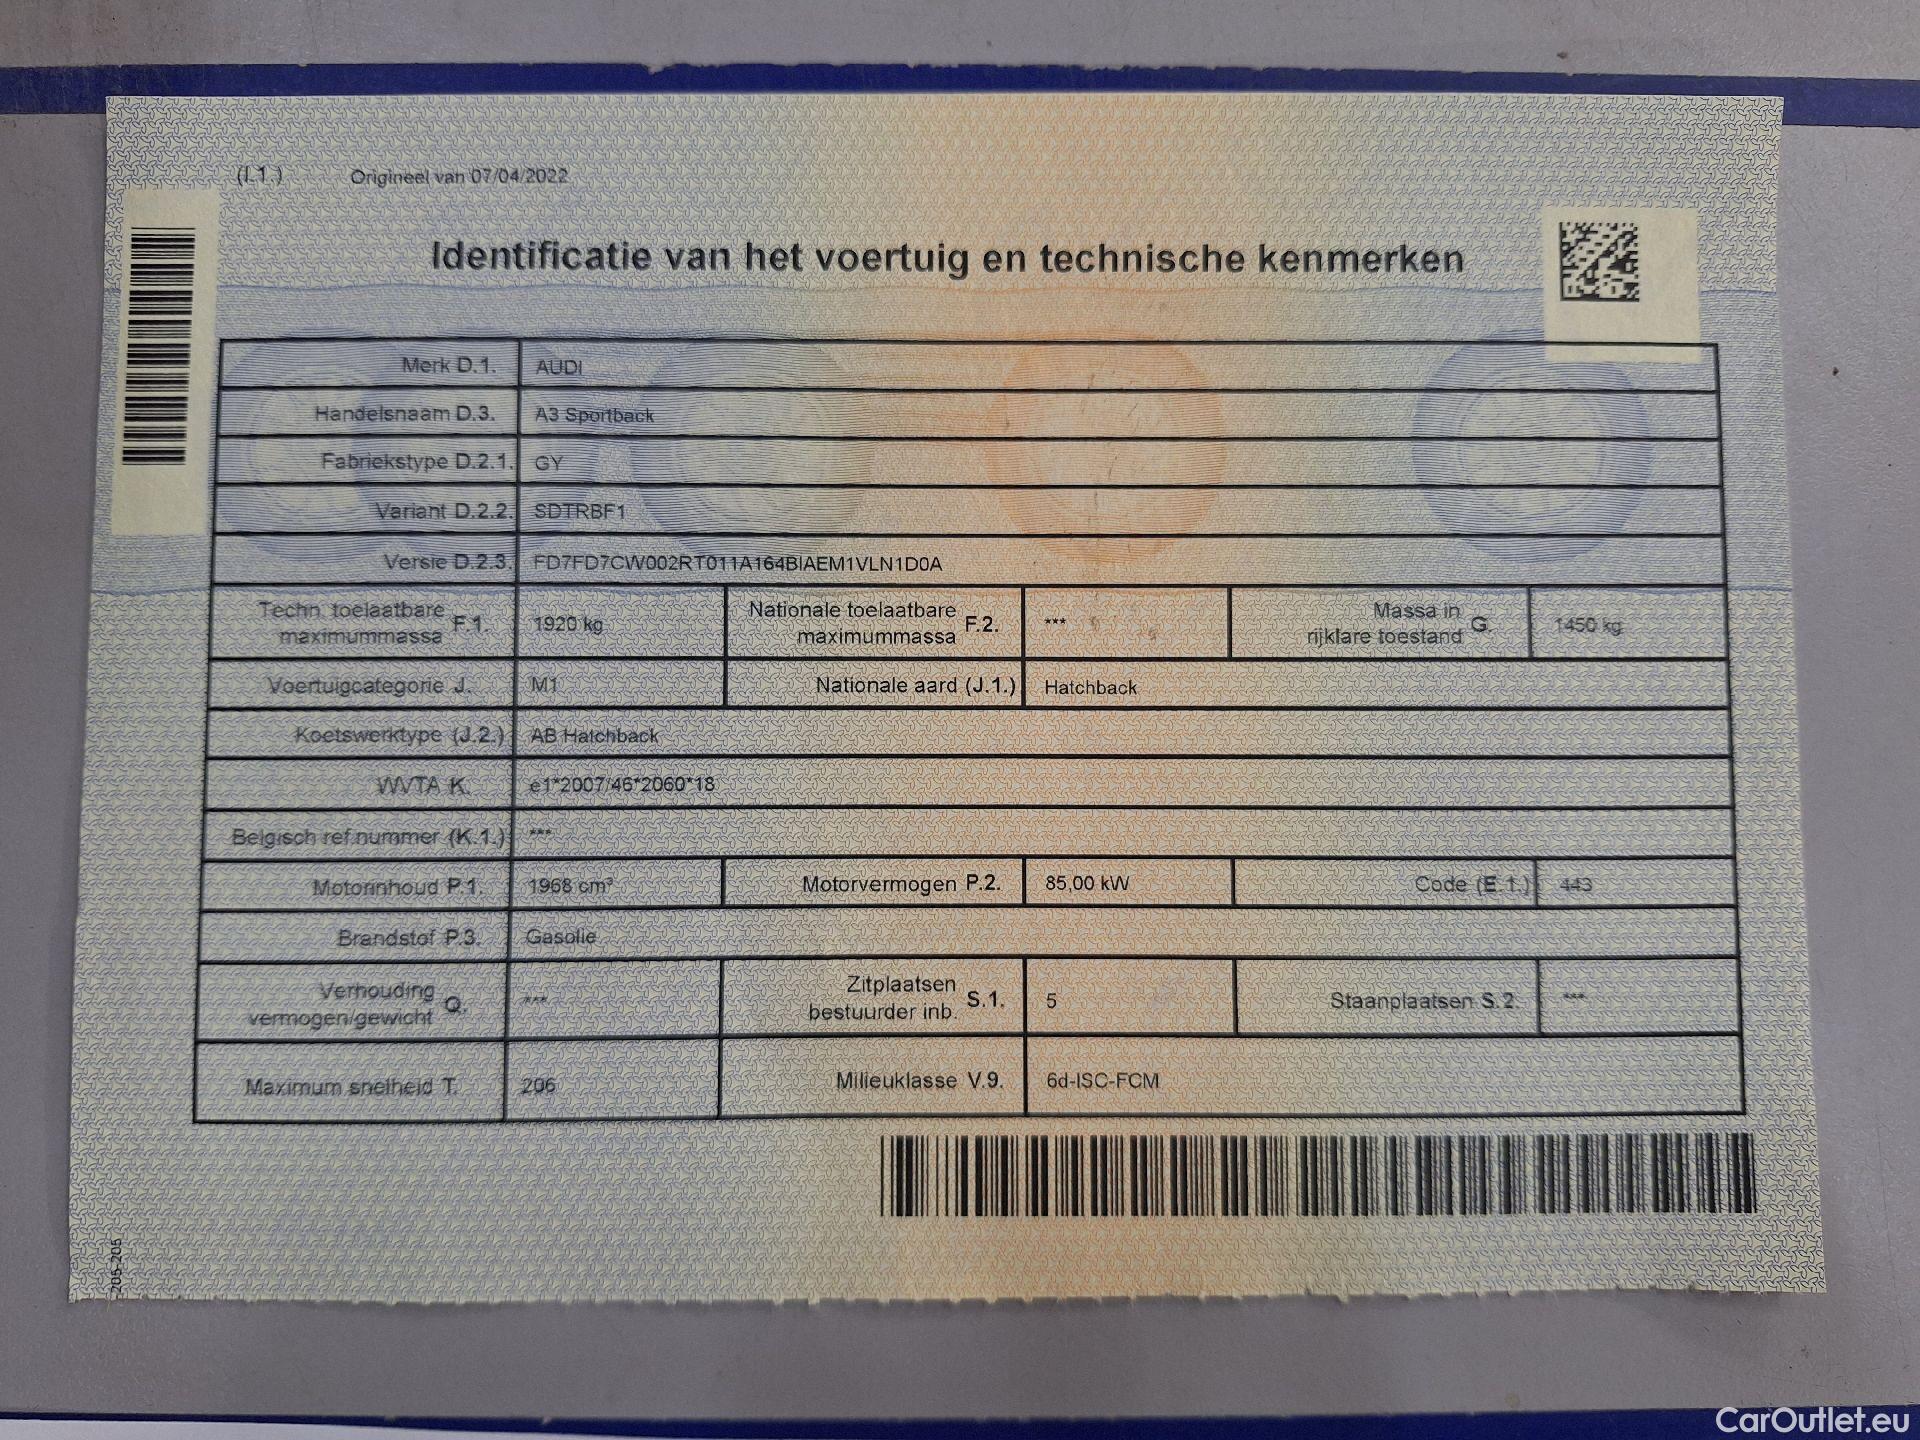 (I.1.) Origineel van 07/04/2022
Identificatie van het voertuig en technische kenmerken
Merk D.1. AUDI
Handelsnaam D.3. A3 Sportback
Fabriekstype D.2.1. GY
Variant D.2.2. SDTRBF1
Versie D.2.3. FD7FD7CW002RT011A164BIAEM1VLN1D0A
Techn. toelaatbare
maximummassa F.1. 1920 kg
Nationale toelaatbare
maximummassa F.2. ***
Massa in
rijklare toestand G. 1450 kg
Voertuigcategorie J. M1 Nationale aard (J.1.) Hatchback
Koetswerktype (J.2.) AB Hatchback
WVTA K. e1*2007/46*2060*18
Belgisch ref.nummer (K.1.) ***
Motorinhoud P.1. 1968 cm³ Motorvermogen P.2. 85,00 kW Code (E.1.) 443
Brandstof P.3. Gasolie
Verhouding
vermogen/gewicht Q. ***
Zitplaatsen
bestuurder inb. S.1. 5
Staanplaatsen S.2. ***
Maximum snelheid T. 206 Milieuklasse V.9. 6d-ISC-FCM
205-205
CarOutlet.eu